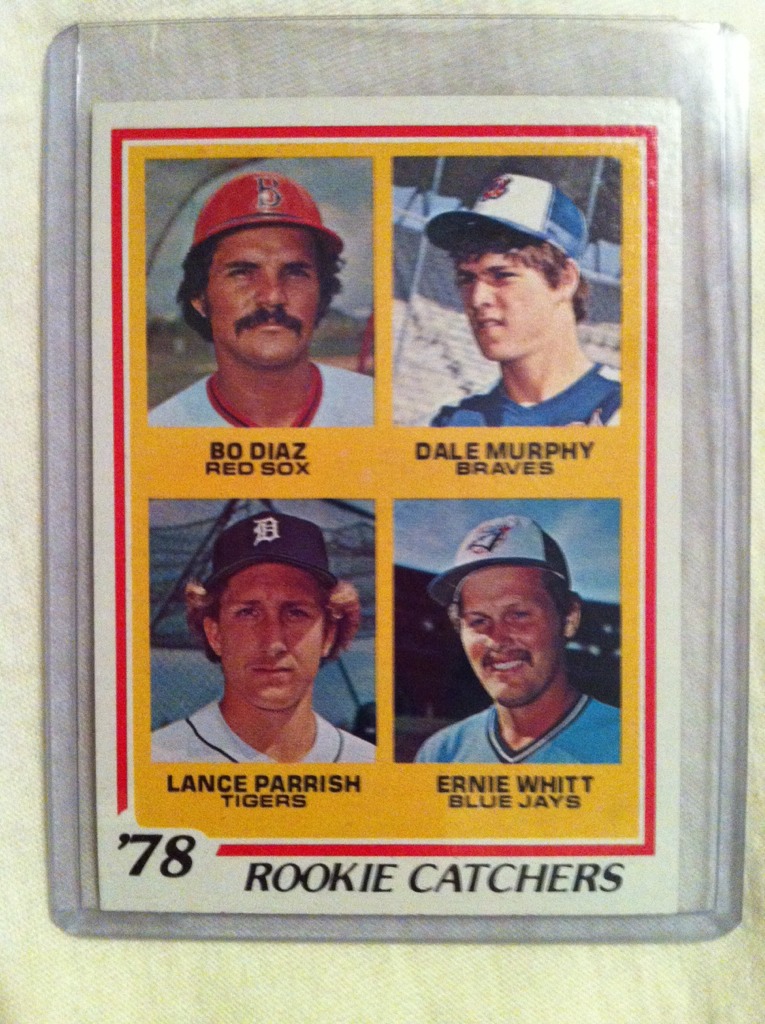 B
BO DIAZ
RED SOX
DALE MURPHY
BRAVES
D
LANCE PARRISH
TIGERS
ERNIE WHITT
BLUE JAYS
'78
ROOKIE CATCHERS